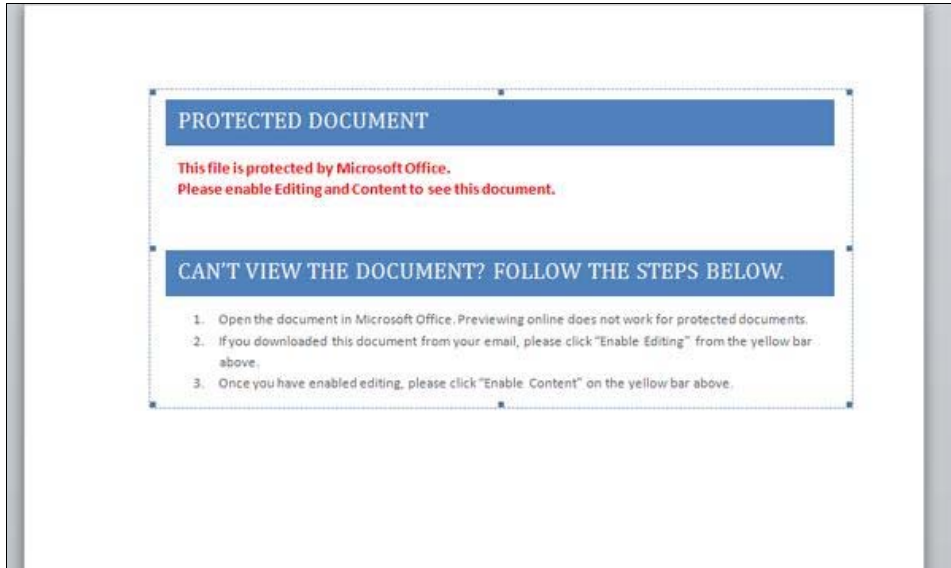 PROTECTED DOCUMENT
This file is protected by Microsoft Office.
Please enable Editing and Content to see this document.
CAN'T VIEW THE DOCUMENT? FOLLOW THE STEPS BELOW.
1. Open the document in Microsoft Office. Previewing online does not work for protected documents.
2. If you downloaded this document from your email, please click "Enable Editing" from the yellow bar
above.
3. Once you have enabled editing, please click "Enable Content" on the yellow bar above.